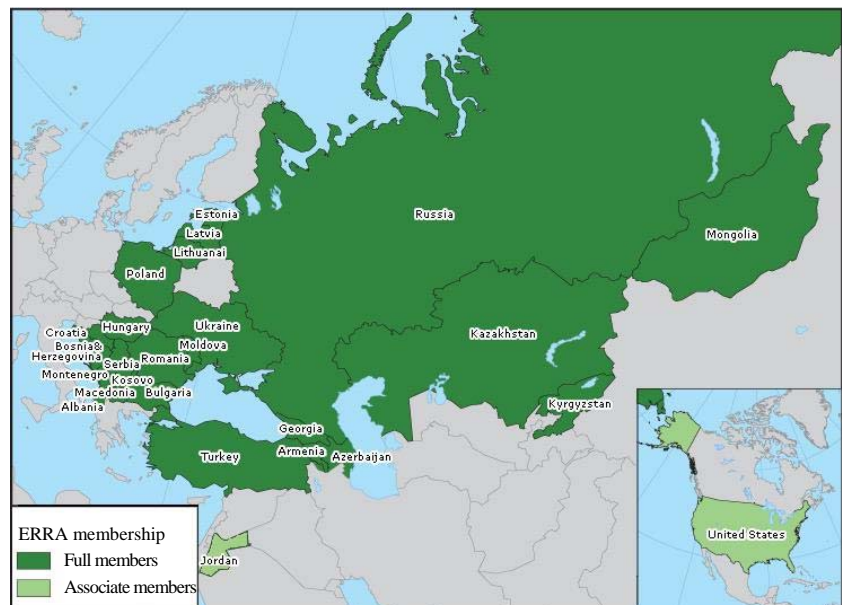 Estonia
Latvia
Lithuanai
Russia
Mongolia
Poland
Hungary
Ukraine
Croatia
Moldova
Kazakhstan
Bosnia&
Herzegovina
Romania
Serbia
Montenegro
Kosovo
Macedonia
Bulgaria
Albania
Kyrgyzstan
Georgia
Armenia
Azerbaijan
Turkey
ERRA membership
Full members
Associate members
Jordan
United States